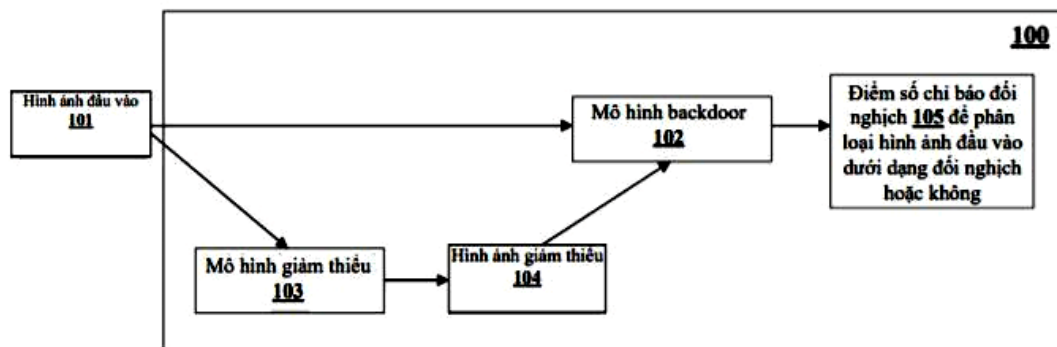 100
Hình ảnh đầu vào
101
Mô hình backdoor
102
Điểm số chỉ báo đối
nghịch 105 để phân
loại hình ảnh đầu vào
dưới dạng đối nghịch
hoặc không
Mô hình giảm thiểu
103
Hình ảnh giảm thiểu
104